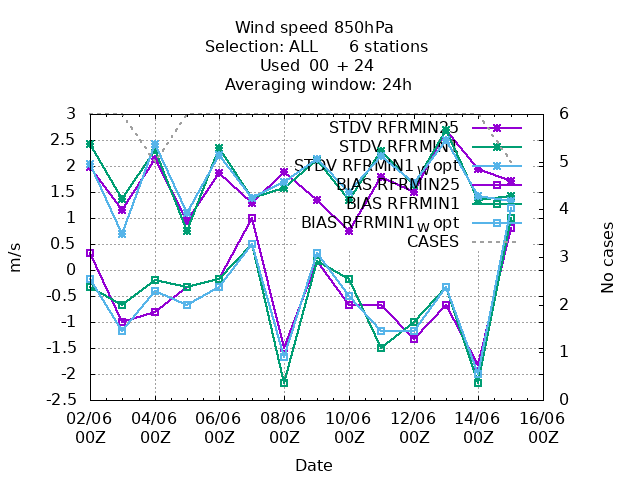 Wind speed 850hPa
Selection: ALL 6 stations
Used 00 + 24
Averaging window: 24h
3
2.5
2
1.5
1
0.5
0
-0.5
-1
-1.5
-2
-2.5
m/s
6
5
4
3
2
1
0
No cases
STDV RFRMIN25
STDV RFRMIN1
STDV RFRMIN1_w opt
BIAS RFRMIN25
BIAS RFRMIN1
BIAS RFRMIN1_w opt
CASES
02/06 04/06 06/06 08/06 10/06 12/06 14/06 16/06
00Z 00Z 00Z 00Z 00Z 00Z 00Z 00Z
Date